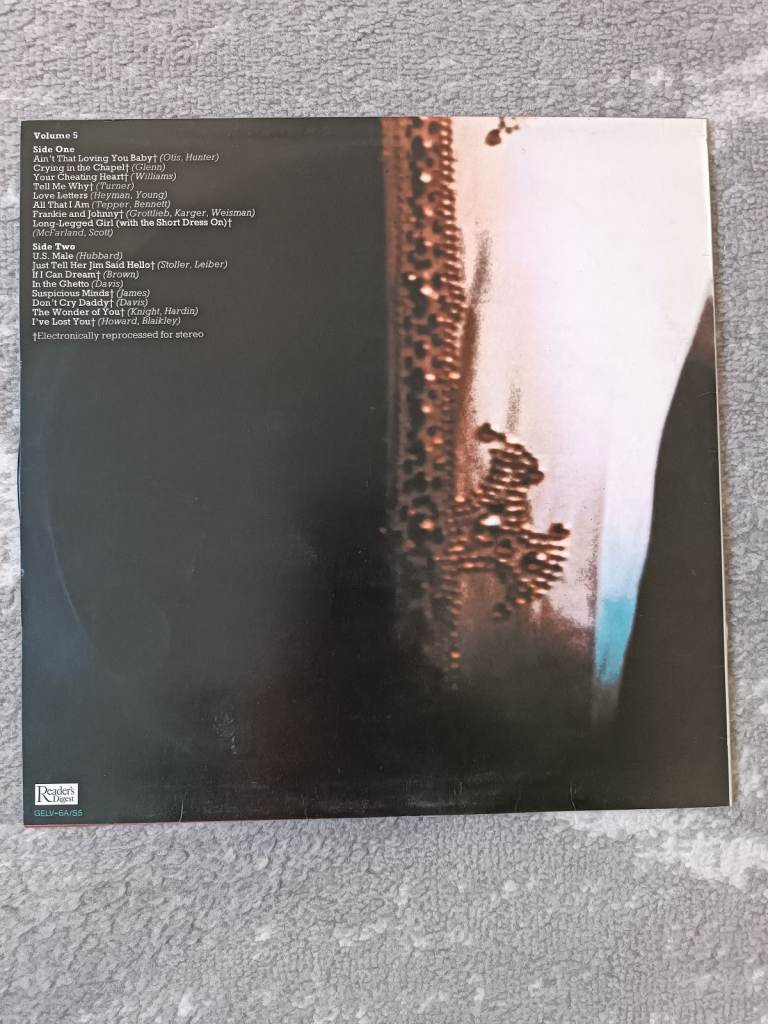 Volume 5
Side One
Ain't That Loving You Baby† (Otis, Hunter)
Crying in the Chapel† (Glenn)
Your Cheating Heart† (Williams)
Tell Me Why† (Turner)
Love Letters (Heyman, Young)
All That I Am (Tepper, Bennett)
Frankie and Johnny† (Grottlieb, Karger, Weisman)
Long-Legged Girl (with the Short Dress On)†
(McFarland, Scott)
Side Two
U.S. Male (Hubbard)
Just Tell Her Jim Said Hello† (Stoller, Leiber)
If I Can Dream† (Brown)
In the Ghetto (Davis)
Suspicious Minds† (James)
Don't Cry Daddy† (Davis)
The Wonder of You† (Knight, Hardin)
I've Lost You† (Howard, Blaikley)
†Electronically reprocessed for stereo
Reader's
Digest
GELV-6A/S5